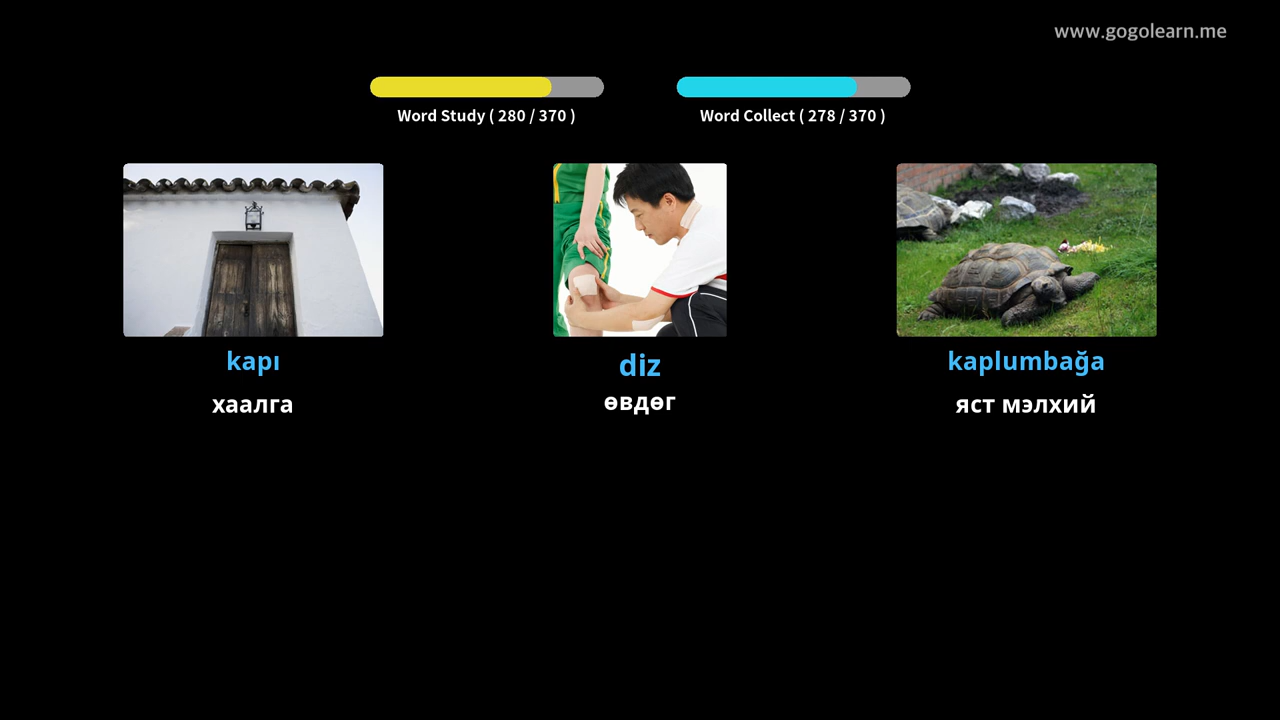 www.gogolearn.me
Word Study ( 280 / 370 )
Word Collect ( 278 / 370 )
kapı
diz
kaplumbağa
хаалга
өвдөг
яст мэлхий